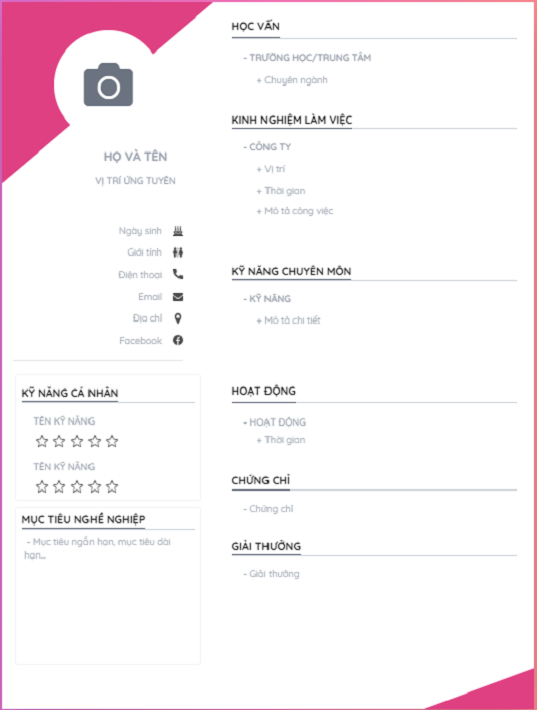 HỌ VÀ TÊN
VỊ TRÍ ỨNG TUYỂN
Ngày sinh
Giới tính
Điện thoại
Email
Địa chỉ
Facebook
KỸ NĂNG CÁ NHÂN
TÊN KỸ NĂNG
TÊN KỸ NĂNG
MỤC TIÊU NGHỀ NGHIỆP
- Mục tiêu ngắn hạn, mục tiêu dài
hạn...
HỌC VẤN
- TRƯỜNG HỌC/TRUNG TÂM
+ Chuyên ngành
KINH NGHIỆM LÀM VIỆC
- CÔNG TY
+ Vị trí
+ Thời gian
+ Mô tả công việc
KỸ NĂNG CHUYÊN MÔN
- KỸ NĂNG
+ Mô tả chi tiết
HOẠT ĐỘNG
- HOẠT ĐỘNG
+ Thời gian
CHỨNG CHỈ
- Chứng chỉ
GIẢI THƯỞNG
- Giải thưởng